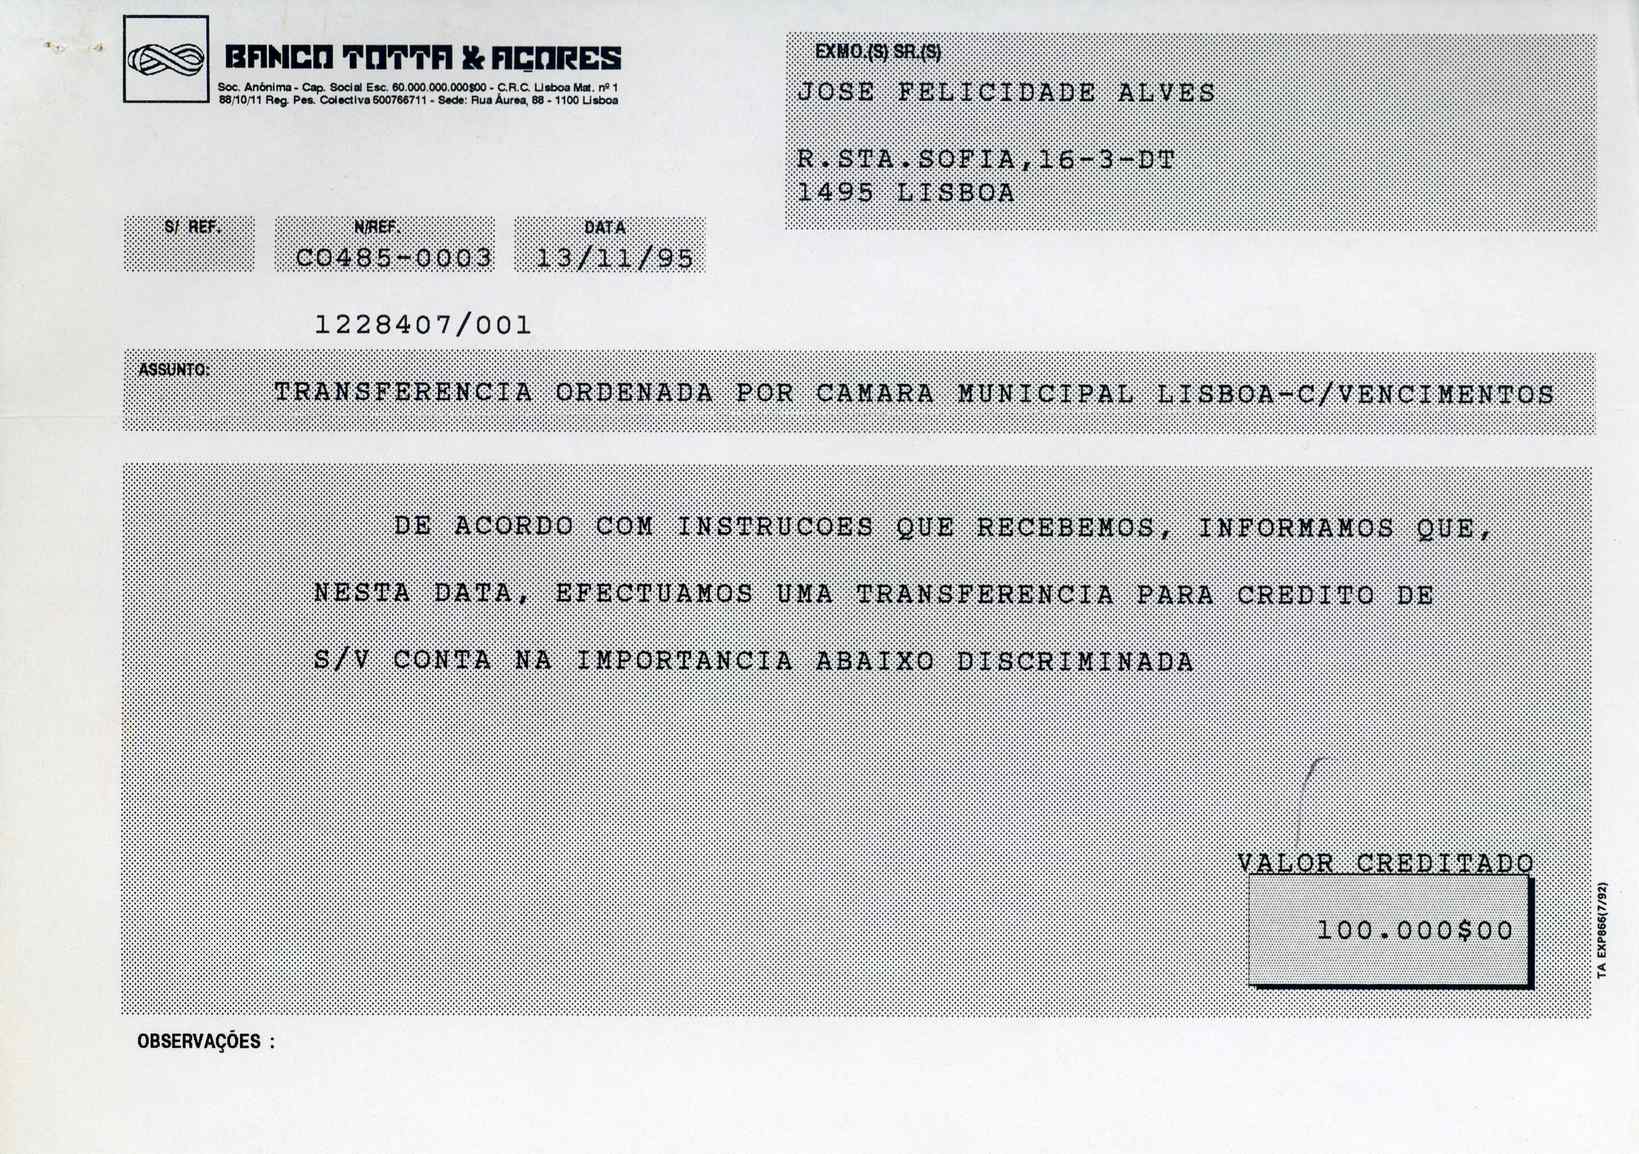 BANCO TOTTA & AÇORES
Soc. Anónima - Cap. Social Esc. 60.000.000.000$00 - C.R.C. Lisboa Mat. nº 1
88/10/11 Reg. Pes. Colectiva 500766711 - Sede: Rua Áurea, 88 - 1100 Lisboa
EXMO.(S) SR.(S)
JOSE FELICIDADE ALVES
R.STA.SOFIA,16-3-DT
1495 LISBOA
S/ REF. N/REF. DATA
CO485-0003 13/11/95
1228407/001
ASSUNTO:
TRANSFERENCIA ORDENADA POR CAMARA MUNICIPAL LISBOA-C/VENCIMENTOS
DE ACORDO COM INSTRUCOES QUE RECEBEMOS, INFORMAMOS QUE,
NESTA DATA, EFECTUAMOS UMA TRANSFERENCIA PARA CREDITO DE
S/V CONTA NA IMPORTANCIA ABAIXO DISCRIMINADA
VALOR CREDITADO
100.000$00
TA EXP866(7/92)
OBSERVAÇÕES :